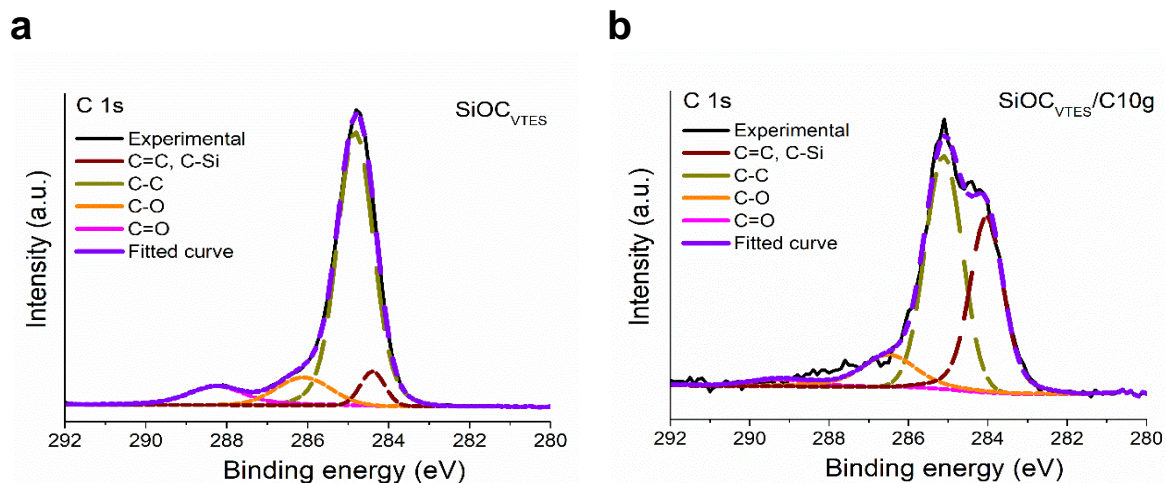 a
C 1s
SiOC_VTES
Experimental
C=C, C-Si
C-C
C-O
C=O
Fitted curve
Intensity (a.u.)
292 290 288 286 284 282 280
Binding energy (eV)
b
C 1s
SiOC_VTES/C10g
Experimental
C=C, C-Si
C-C
C-O
C=O
Fitted curve
Intensity (a.u.)
292 290 288 286 284 282 280
Binding energy (eV)